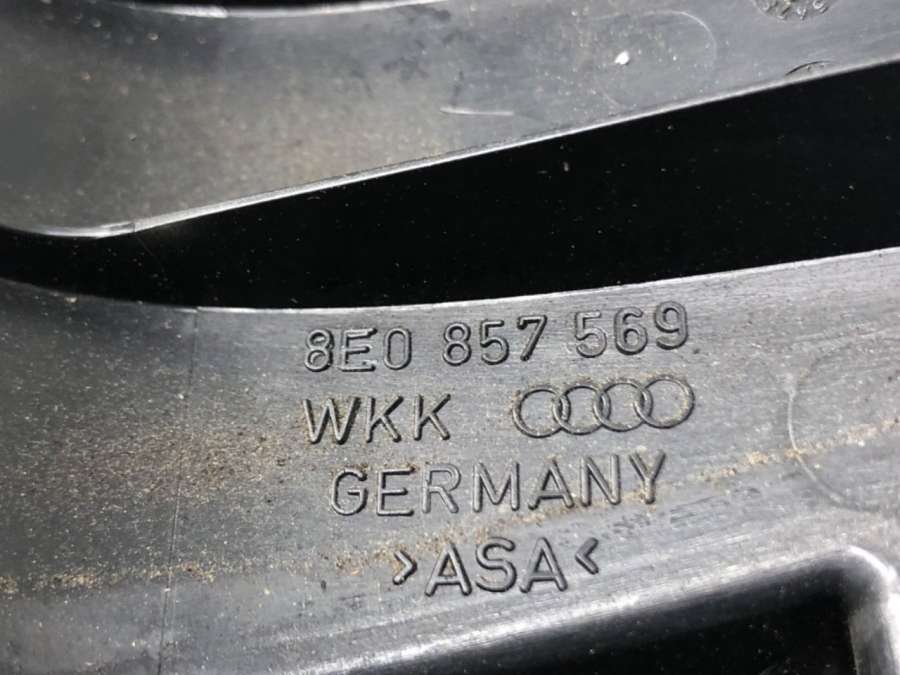 8E0 857 569
WKK
GERMANY
>ASA<